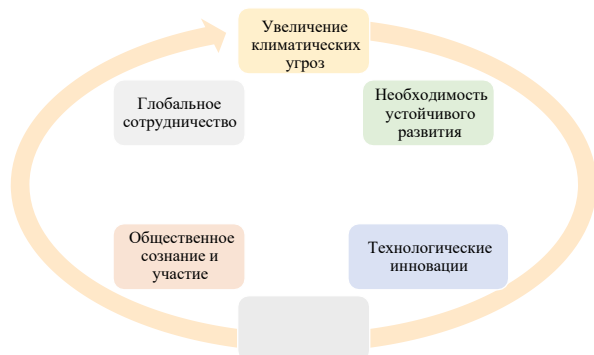 Увеличение
климатических
угроз
Необходимость
устойчивого
развития
Технологические
инновации
Общественное
сознание и
участие
Глобальное
сотрудничество